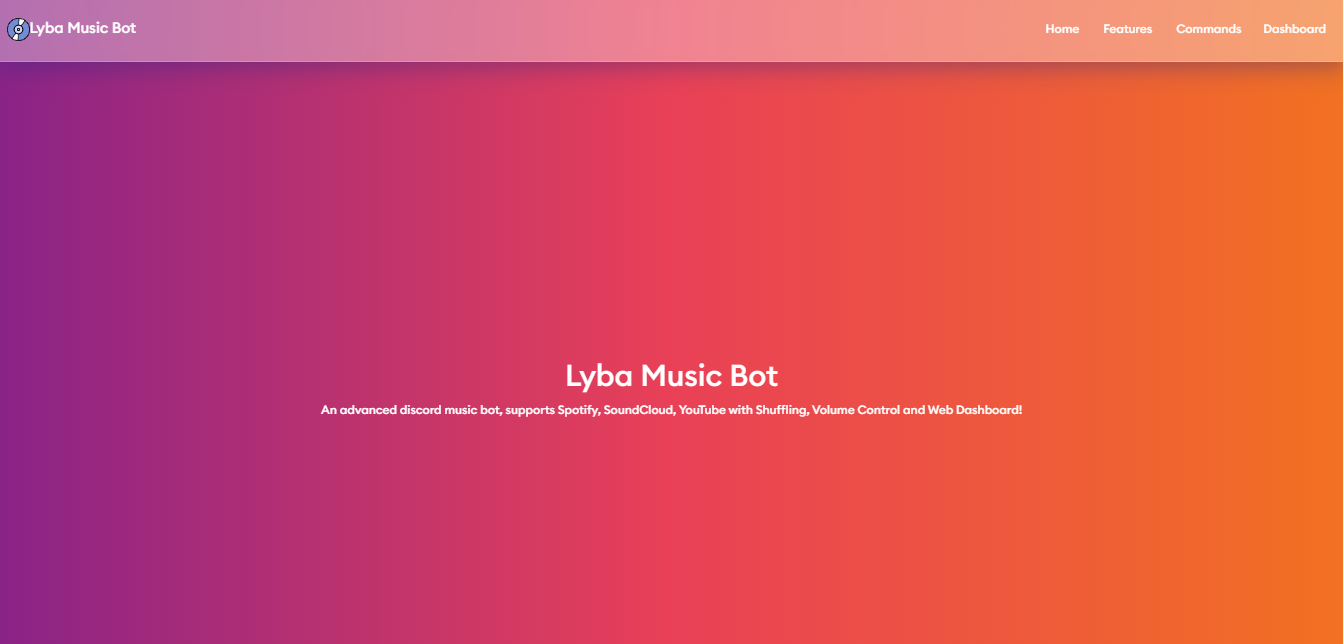 Lyba Music Bot
Home Features Commands Dashboard
Lyba Music Bot
An advanced discord music bot, supports Spotify, SoundCloud, YouTube with Shuffling, Volume Control and Web Dashboard!